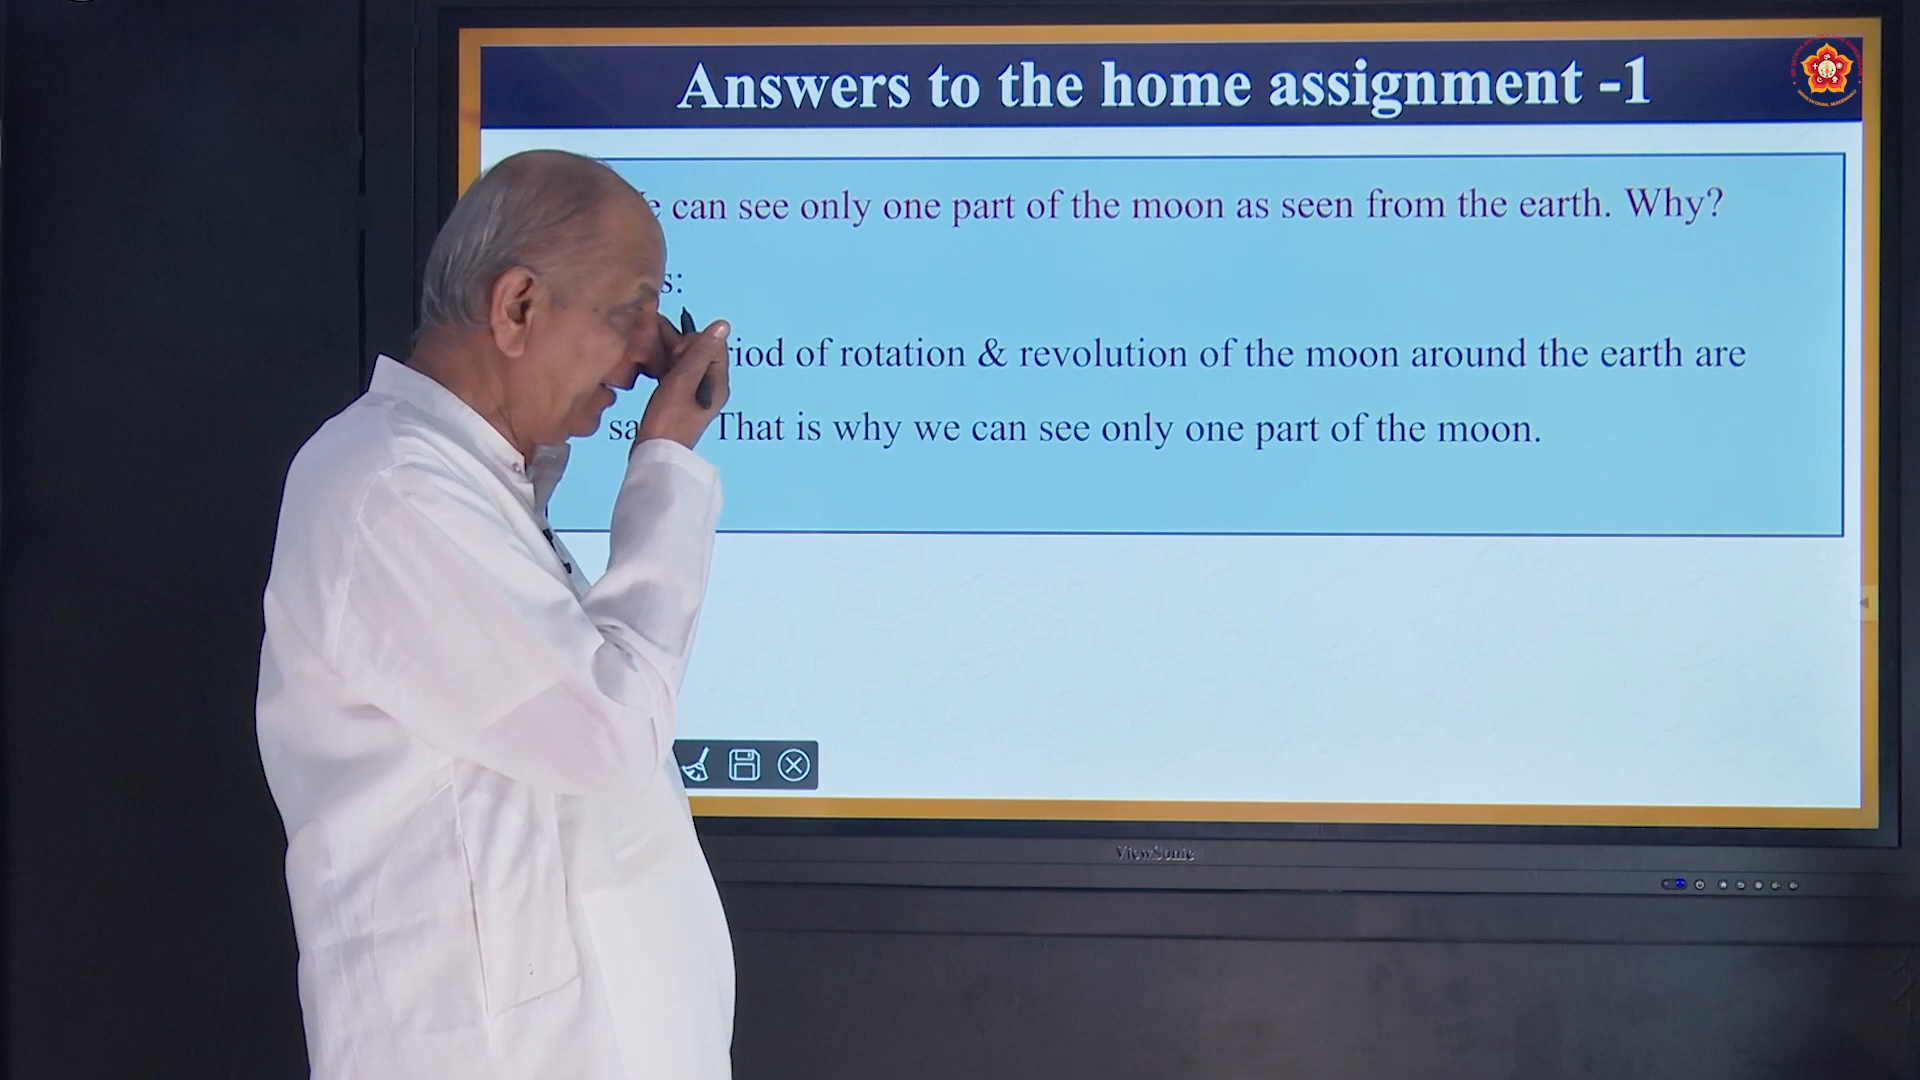 Answers to the home assignment -1
can see only one part of the moon as seen from the earth. Why?
of rotation & revolution of the moon around the earth are
That is why we can see only one part of the moon.
ViewSonic